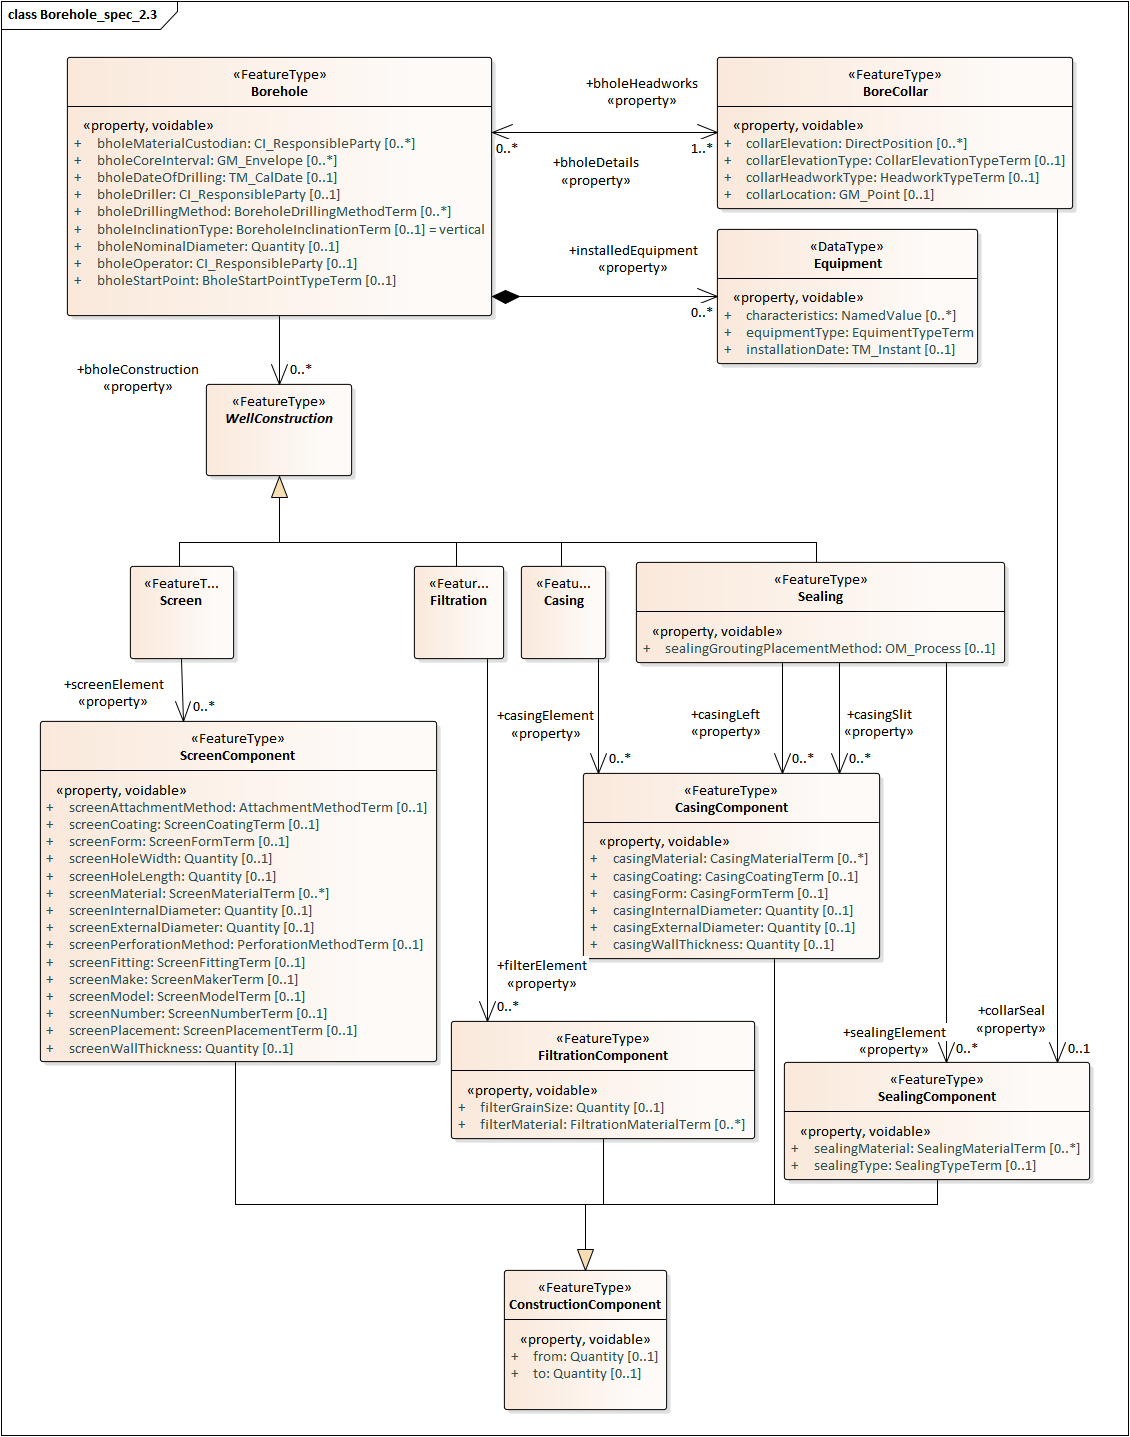 class Borehole_spec_2.3
«FeatureType»
Borehole
«property, voidable»
+ bholeMaterialCustodian: CI_ResponsibleParty [0..*]
+ bholeCoreInterval: GM_Envelope [0..*]
+ bholeDateOfDrilling: TM_CalDate [0..1]
+ bholeDriller: CI_ResponsibleParty [0..1]
+ bholeDrillingMethod: BoreholeDrillingMethodTerm [0..*]
+ bholeInclinationType: BoreholeInclinationTerm [0..1] = vertical
+ bholeNominalDiameter: Quantity [0..1]
+ bholeOperator: CI_ResponsibleParty [0..1]
+ bholeStartPoint: BholeStartPointTypeTerm [0..1]
+bholeHeadworks
«property»
0..*
1..*
+bholeDetails
«property»
«FeatureType»
BoreCollar
«property, voidable»
+ collarElevation: DirectPosition [0..*]
+ collarElevationType: CollarElevationTypeTerm [0..1]
+ collarHeadworkType: HeadworkTypeTerm [0..1]
+ collarLocation: GM_Point [0..1]
+installedEquipment
«property»
0..*
«DataType»
Equipment
«property, voidable»
+ characteristics: NamedValue [0..*]
+ equipmentType: EquimentTypeTerm
+ installationDate: TM_Instant [0..1]
+bholeConstruction
«property»
0..*
«FeatureType»
WellConstruction
«FeatureT...
Screen
«Featur...
Filtration
«Featu...
Casing
«FeatureType»
Sealing
«property, voidable»
+ sealingGroutingPlacementMethod: OM_Process [0..1]
+screenElement
«property»
0..*
+casingElement
«property»
0..*
+casingLeft
«property»
0..*
+casingSlit
«property»
0..*
«FeatureType»
ScreenComponent
«property, voidable»
+ screenAttachmentMethod: AttachmentMethodTerm [0..1]
+ screenCoating: ScreenCoatingTerm [0..1]
+ screenForm: ScreenFormTerm [0..1]
+ screenHoleWidth: Quantity [0..1]
+ screenHoleLength: Quantity [0..1]
+ screenMaterial: ScreenMaterialTerm [0..*]
+ screenInternalDiameter: Quantity [0..1]
+ screenExternalDiameter: Quantity [0..1]
+ screenPerforationMethod: PerforationMethodTerm [0..1]
+ screenFitting: ScreenFittingTerm [0..1]
+ screenMake: ScreenMakerTerm [0..1]
+ screenModel: ScreenModelTerm [0..1]
+ screenNumber: ScreenNumberTerm [0..1]
+ screenPlacement: ScreenPlacementTerm [0..1]
+ screenWallThickness: Quantity [0..1]
«FeatureType»
CasingComponent
«property, voidable»
+ casingMaterial: CasingMaterialTerm [0..*]
+ casingCoating: CasingCoatingTerm [0..1]
+ casingForm: CasingFormTerm [0..1]
+ casingInternalDiameter: Quantity [0..1]
+ casingExternalDiameter: Quantity [0..1]
+ casingWallThickness: Quantity [0..1]
+filterElement
«property»
0..*
«FeatureType»
FiltrationComponent
«property, voidable»
+ filterGrainSize: Quantity [0..1]
+ filterMaterial: FiltrationMaterialTerm [0..*]
+sealingElement
«property»
0..*
+collarSeal
«property»
0..1
«FeatureType»
SealingComponent
«property, voidable»
+ sealingMaterial: SealingMaterialTerm [0..*]
+ sealingType: SealingTypeTerm [0..1]
«FeatureType»
ConstructionComponent
«property, voidable»
+ from: Quantity [0..1]
+ to: Quantity [0..1]